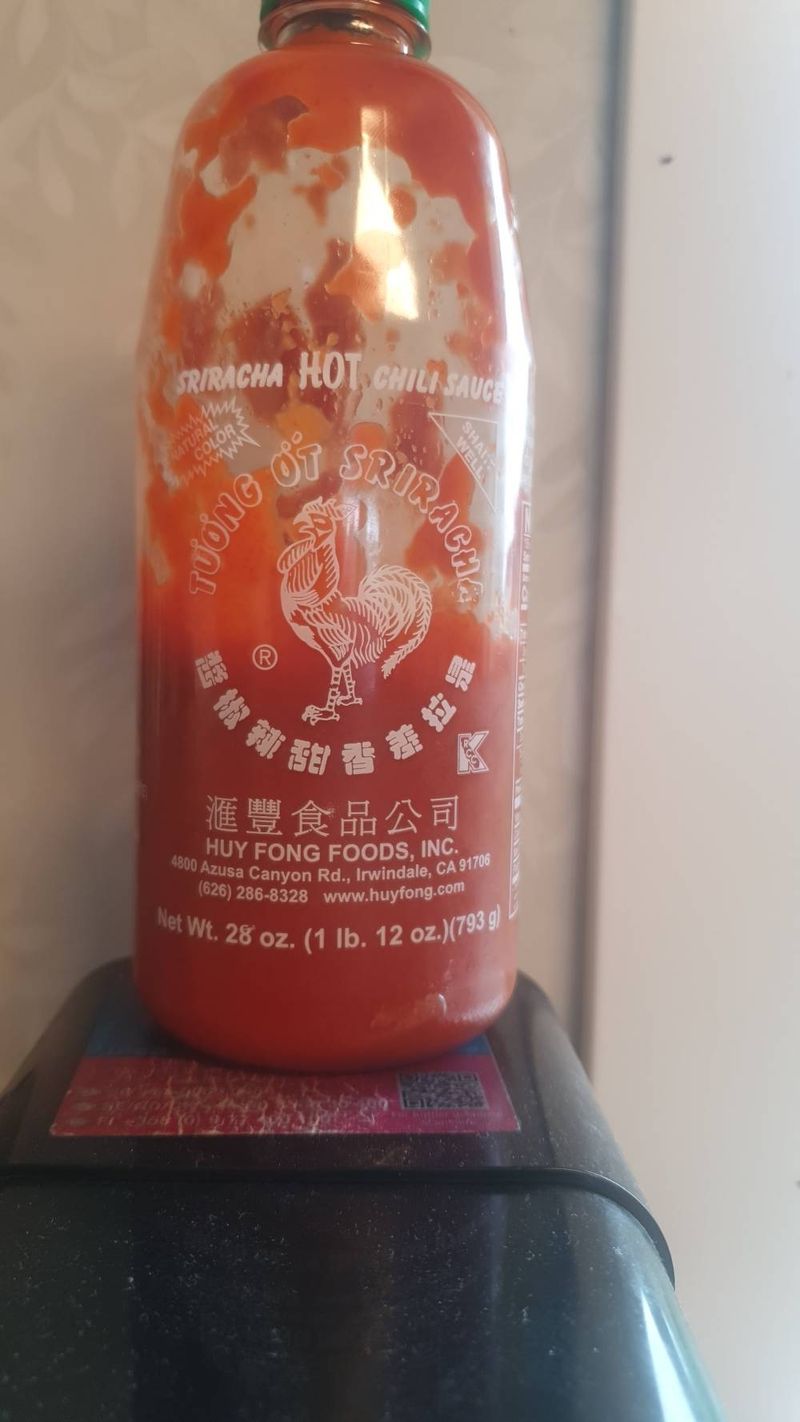 SRIRACHA HOT CHILI SAUCE
NATURAL
COLOR
SHAKE
WELL
TƯƠNG ỚT SRIRACHA
®
椒辣甜香差拉
K
滙豐食品公司
HUY FONG FOODS, INC.
4800 Azusa Canyon Rd., Irwindale, CA 91706
(626) 286-8328 www.huyfong.com
Net Wt. 28 oz. (1 lb. 12 oz.)(793 g)